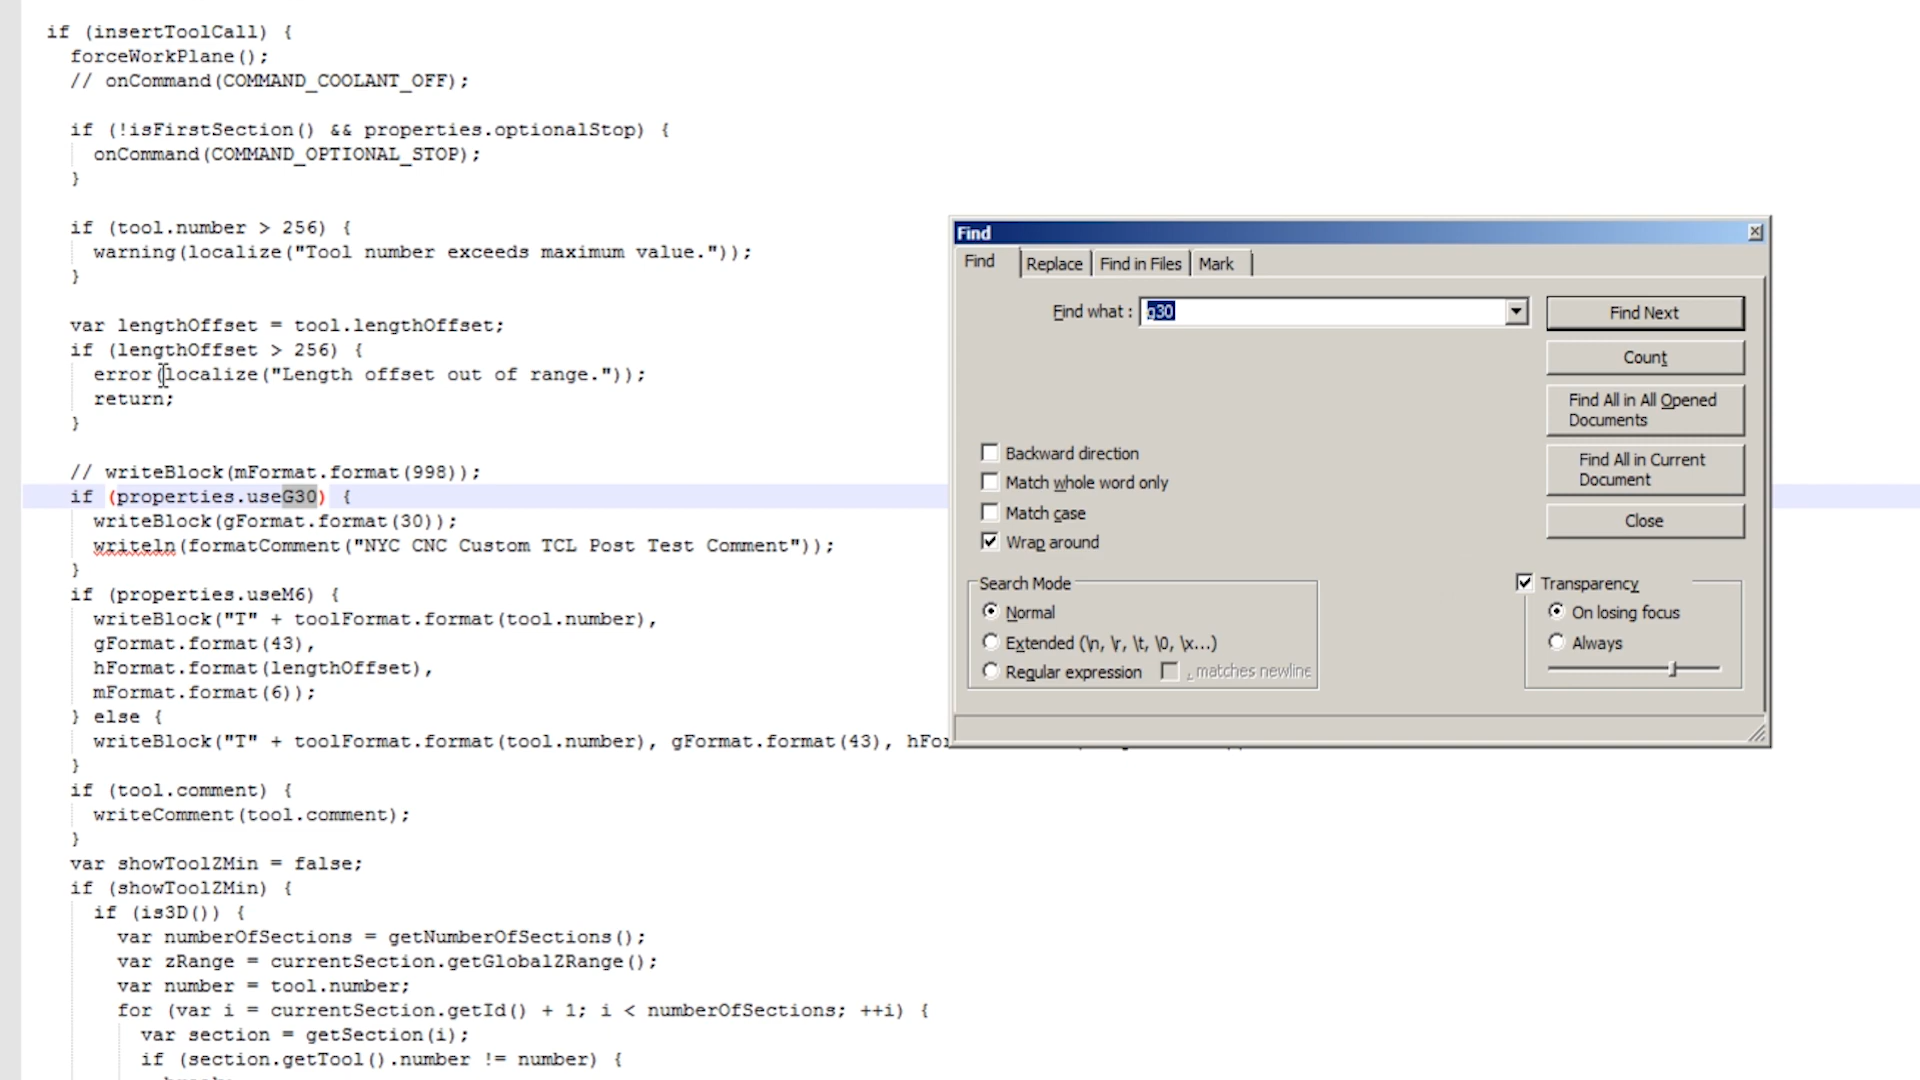 if (insertToolCall) {
forceWorkPlane();
// onCommand(COMMAND_COOLANT_OFF);
if (!isFirstSection() && properties.optionalStop) {
onCommand(COMMAND_OPTIONAL_STOP);
}
if (tool.number > 256) {
warning(localize("Tool number exceeds maximum value."));
}
var lengthOffset = tool.lengthOffset;
if (lengthOffset > 256) {
error(localize("Length offset out of range."));
return;
}
// writeBlock(mFormat.format(998));
if (properties.useG30) {
writeBlock(gFormat.format(30));
writeln(formatComment("NYC CNC Custom TCL Post Test Comment"));
}
if (properties.useM6) {
writeBlock("T" + toolFormat.format(tool.number),
gFormat.format(43),
hFormat.format(lengthOffset),
mFormat.format(6));
} else {
writeBlock("T" + toolFormat.format(tool.number), gFormat.format(43),
}
if (tool.comment) {
writeComment(tool.comment);
}
var showToolZMin = false;
if (showToolZMin) {
if (is3D()) {
var numberOfSections = getNumberOfSections();
var zRange = currentSection.getGlobalZRange();
var number = tool.number;
for (var i = currentSection.getId() + 1; i < numberOfSections; ++i) {
var section = getSection(i);
if (section.getTool().number != number) {
Find
Find
Replace
Find in Files
Mark
Find what :
g30
Find Next
Count
Find All in All Opened
Documents
Find All in Current
Document
Close
Backward direction
Match whole word only
Match case
Wrap around
Search Mode
Normal
Extended (\n, \r, \t, \0, \x...)
Regular expression
. matches newline
Transparency
On losing focus
Always